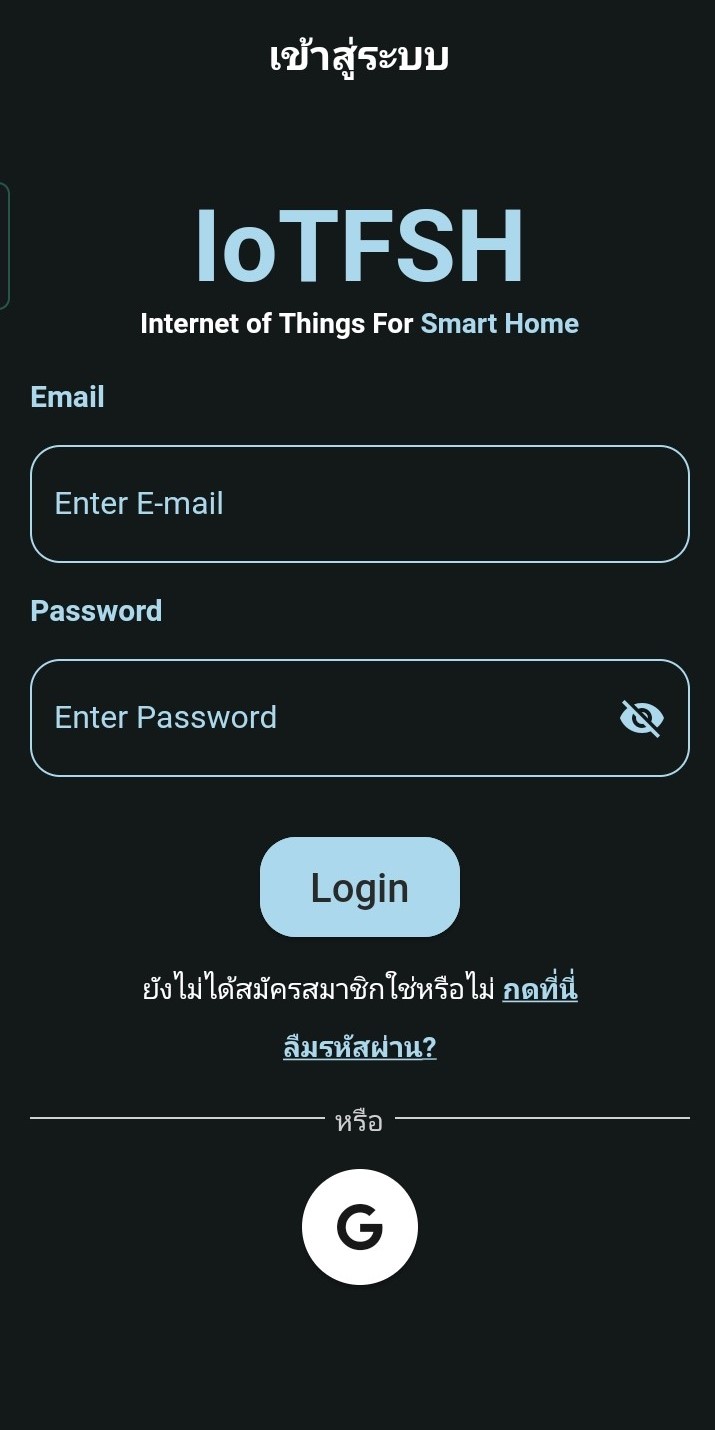 เข้าสู่ระบบ
IoTFSH
Internet of Things For Smart Home
Email
Enter E-mail
Password
Enter Password
Login
ยังไม่ได้สมัครสมาชิกใช่หรือไม่ กดที่นี่
ลืมรหัสผ่าน?
หรือ
G